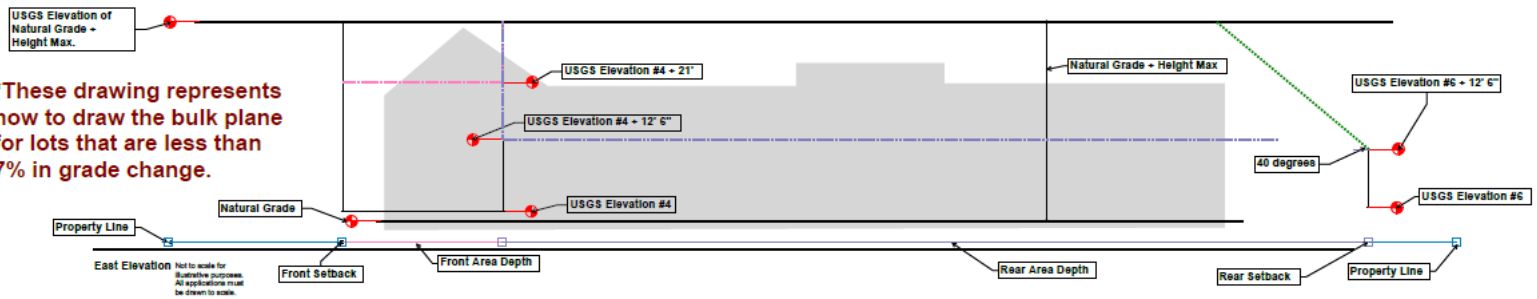 USGS Elevation of
Natural Grade +
Height Max.
*These drawing represents
how to draw the bulk plane
for lots that are less than
7% in grade change.
USGS Elevation #4 + 21'
Natural Grade + Height Max
USGS Elevation #6 + 12' 6"
USGS Elevation #4 + 12' 6"
40 degrees
USGS Elevation #4
USGS Elevation #6
Natural Grade
Property Line
East Elevation
Not to scale for
illustrative purposes.
All applications must
be drawn to scale.
Front Setback
Front Area Depth
Rear Area Depth
Rear Setback
Property Line